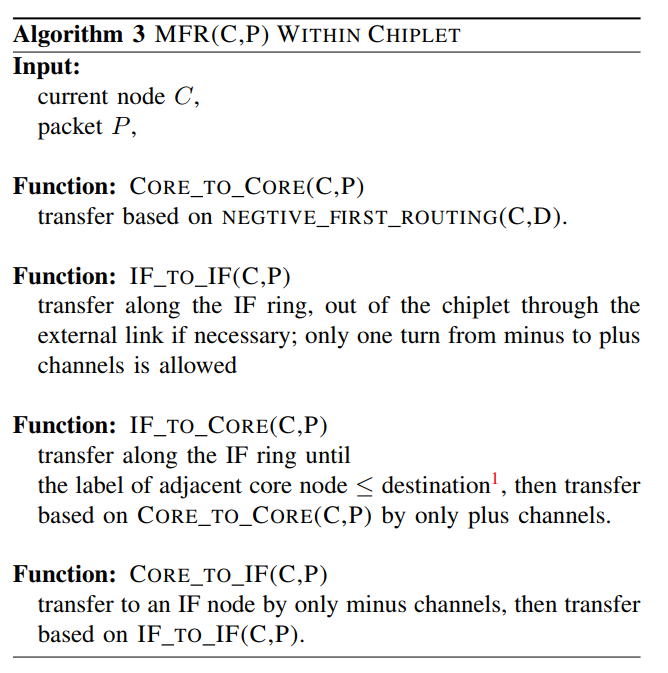 Algorithm 3 MFR(C,P) WITHIN CHIPLET
Input:
current node C,
packet P,
Function: CORE_TO_CORE(C,P)
transfer based on NEGTIVE_FIRST_ROUTING(C,D).
Function: IF_TO_IF(C,P)
transfer along the IF ring, out of the chiplet through the
external link if necessary; only one turn from minus to plus
channels is allowed
Function: IF_TO_CORE(C,P)
transfer along the IF ring until
the label of adjacent core node ≤ destination¹, then transfer
based on CORE_TO_CORE(C,P) by only plus channels.
Function: CORE_TO_IF(C,P)
transfer to an IF node by only minus channels, then transfer
based on IF_TO_IF(C,P).